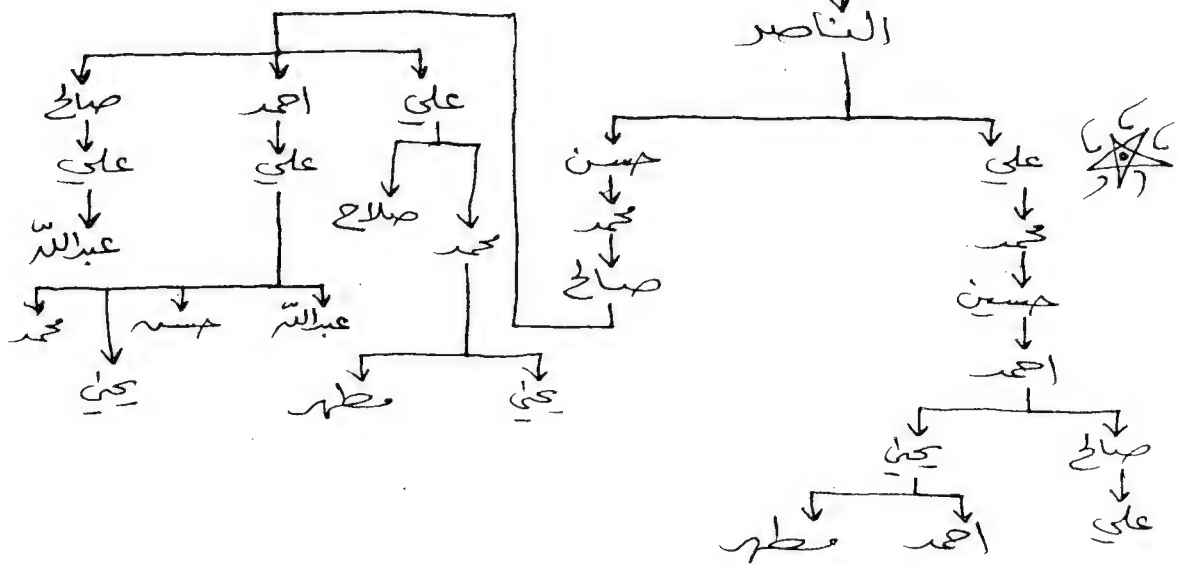 الناصر
علي
حسن
محمد
محمد
حسين
صالح
احمد
صالح
يحيى
علي
احمد
مطهر
علي
احمد
صالح
علي
علي
صلاح
محمد
عبدالله
عبدالله
حسن
محمد
يحيى
يحيى
مطهر